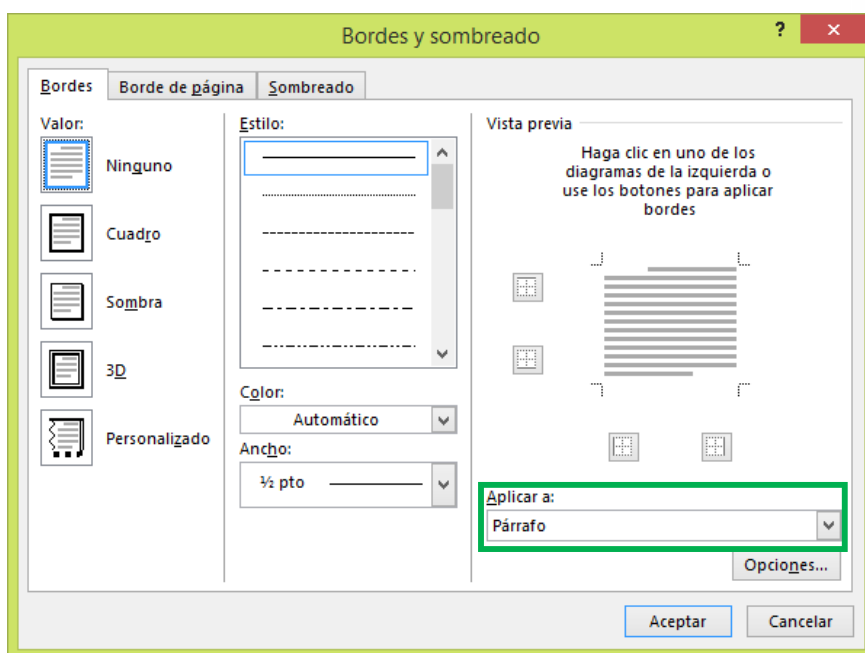 Bordes y sombreado
?
Bordes
Borde de página
Sombreado
Valor:
Ninguno
Cuadro
Sombra
3D
Personalizado
Estilo:
Color:
Automático
Ancho:
½ pto
Vista previa
Haga clic en uno de los
diagramas de la izquierda o
use los botones para aplicar
bordes
Aplicar a:
Párrafo
Opciones...
Aceptar
Cancelar